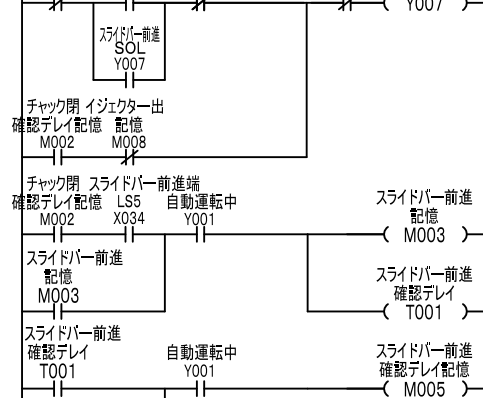 Y007
スライドバー前進
SOL
Y007
チャック閉 イジェクター出
確認デレイ記憶 記憶
M002 M008
チャック閉 スライドバー前進端
確認デレイ記憶 LS5 自動運転中
M002 X034 Y001
スライドバー前進
記憶
M003
スライドバー前進
記憶
M003
スライドバー前進
確認デレイ
T001
スライドバー前進
確認デレイ
T001
自動運転中
Y001
スライドバー前進
確認デレイ記憶
M005